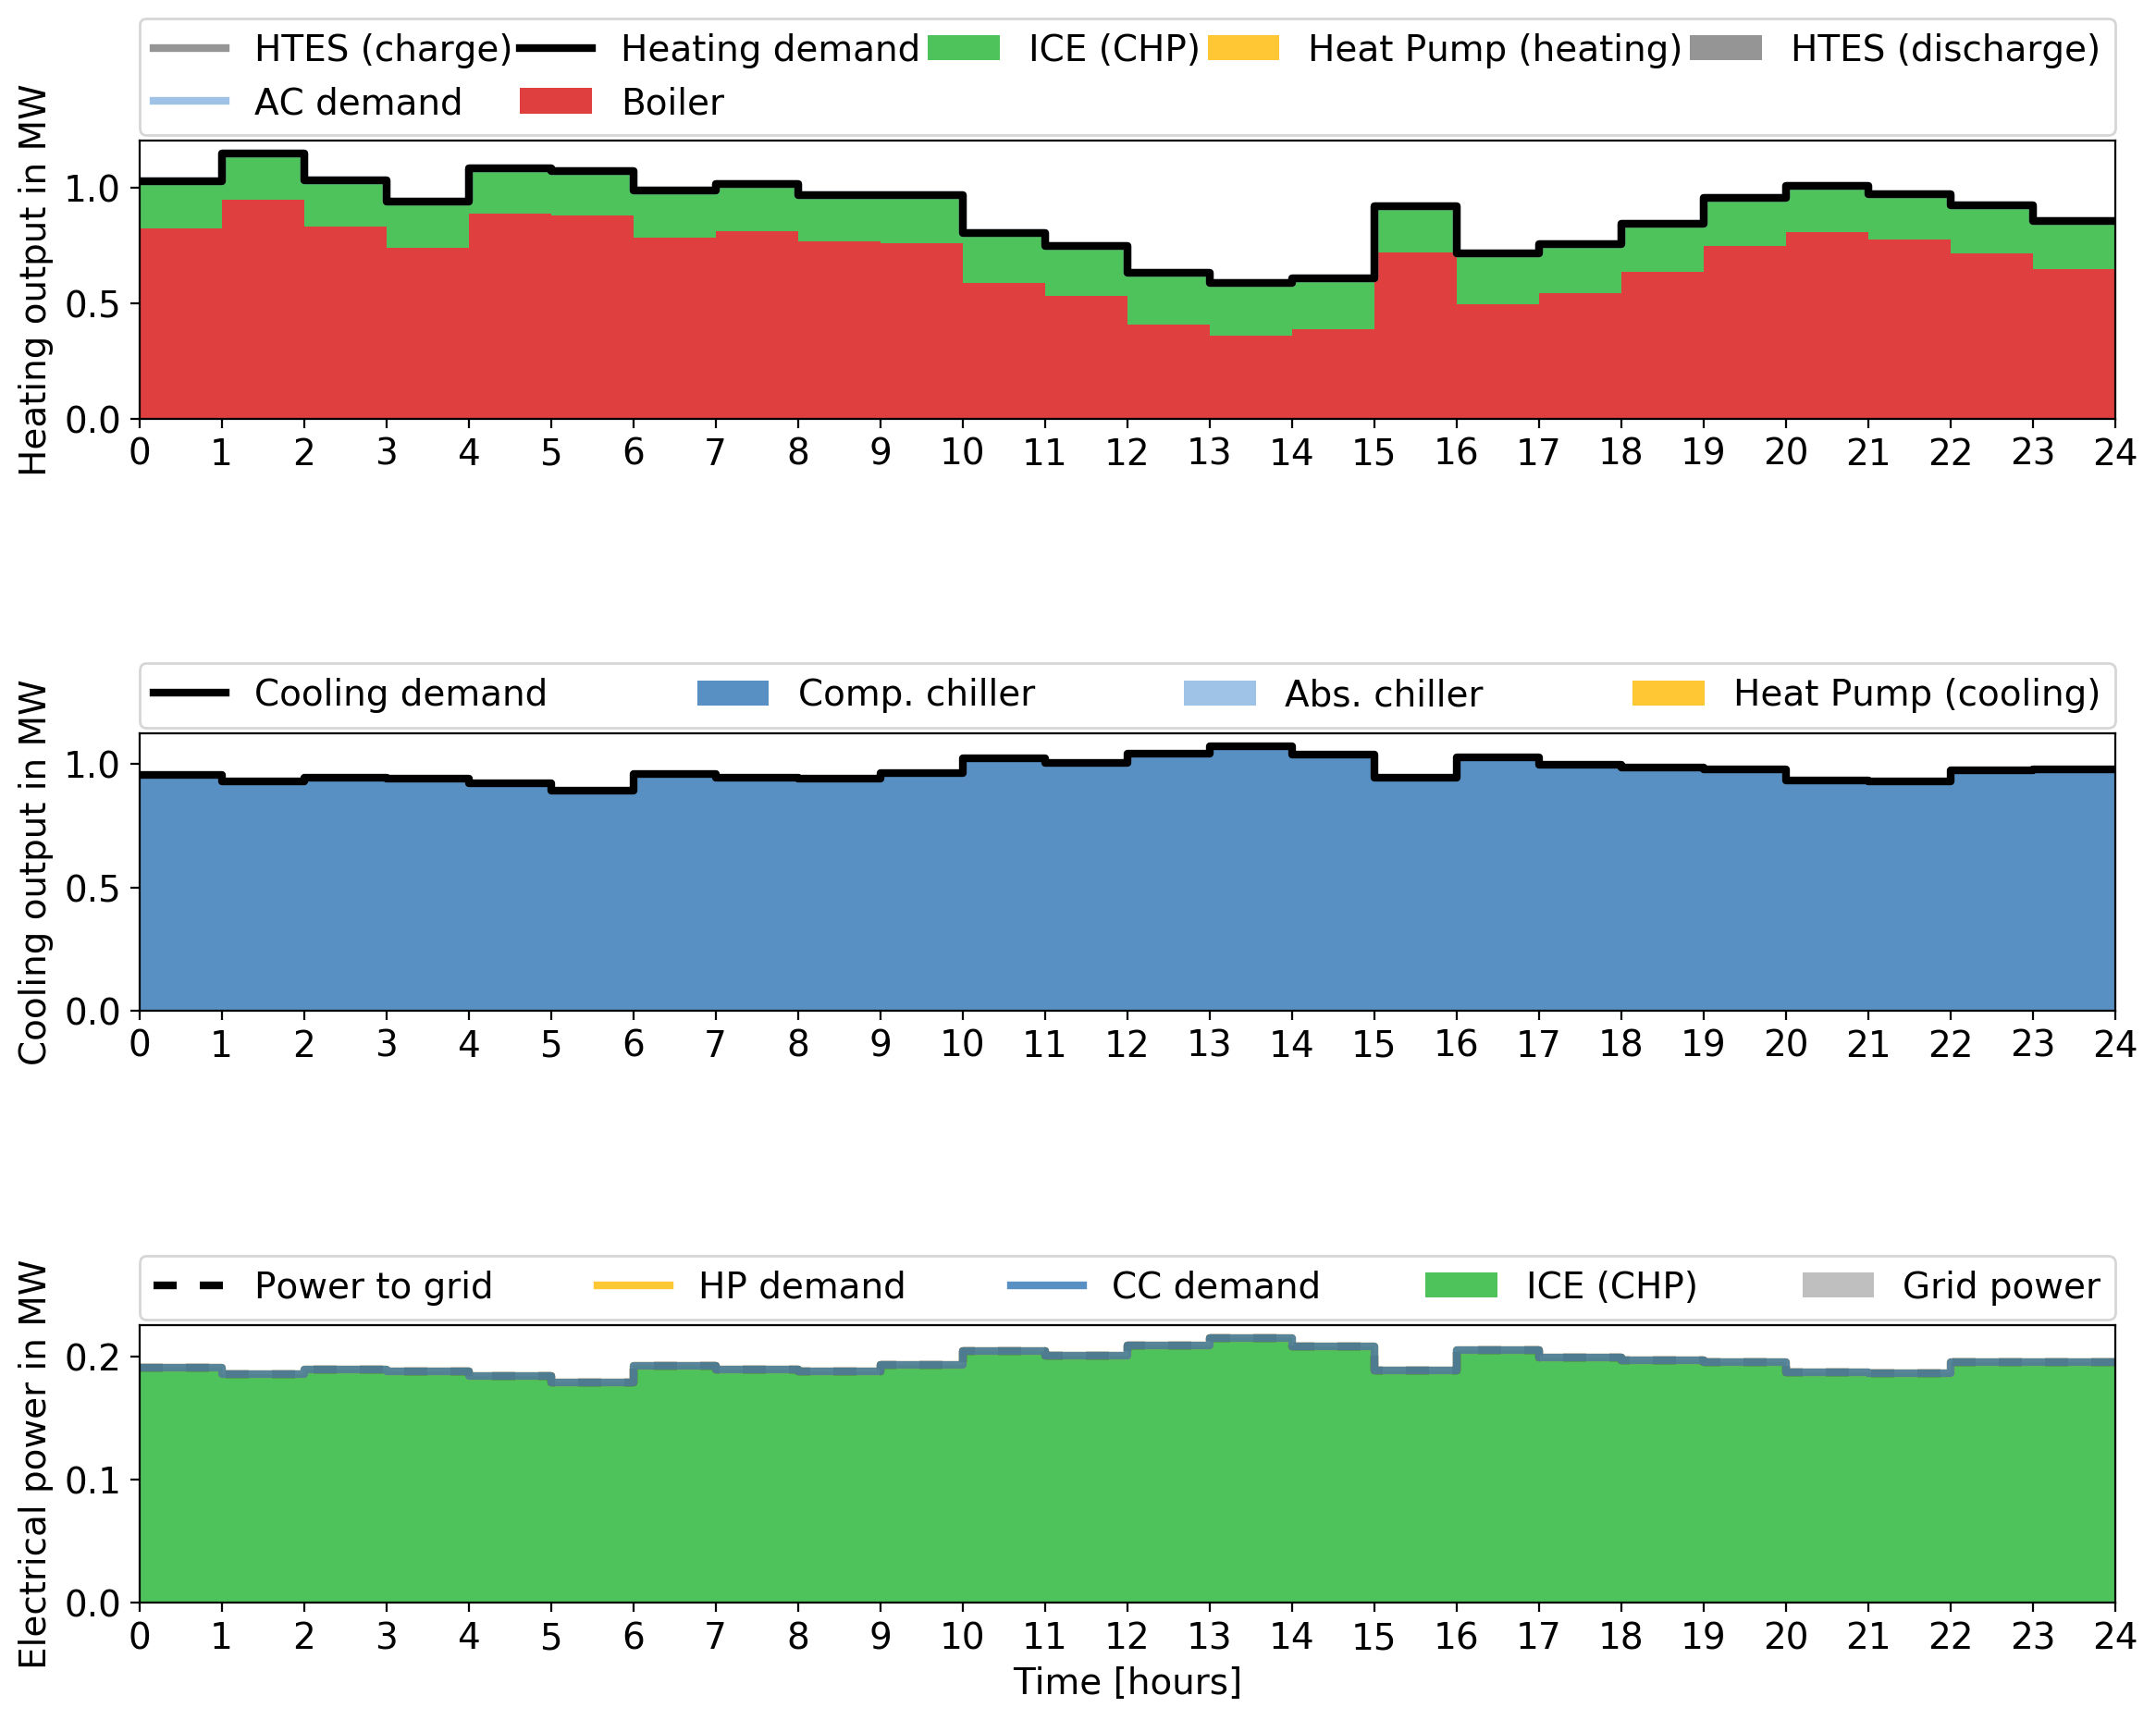 HTES (charge) Heating demand ICE (CHP) Heat Pump (heating) HTES (discharge)
AC demand Boiler
Heating output in MW
1.0
0.5
0.0
0 1 2 3 4 5 6 7 8 9 10 11 12 13 14 15 16 17 18 19 20 21 22 23 24
Cooling demand Comp. chiller Abs. chiller Heat Pump (cooling)
Cooling output in MW
1.0
0.5
0.0
0 1 2 3 4 5 6 7 8 9 10 11 12 13 14 15 16 17 18 19 20 21 22 23 24
Power to grid HP demand CC demand ICE (CHP) Grid power
Electrical power in MW
0.2
0.1
0.0
0 1 2 3 4 5 6 7 8 9 10 11 12 13 14 15 16 17 18 19 20 21 22 23 24
Time [hours]